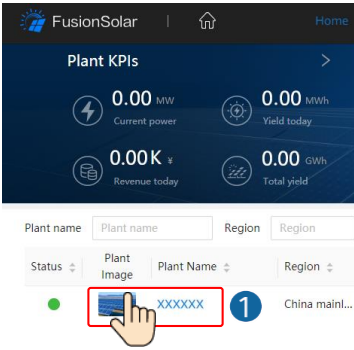 FusionSolar
Home
Plant KPIs
0.00 MW
Current power
0.00 MWh
Yield today
0.00K ¥
Revenue today
0.00 GWh
Total yield
Plant name
Plant name
Region
Region
Status
Plant Image
Plant Name
Region
XXXXXX
1
China mainl...